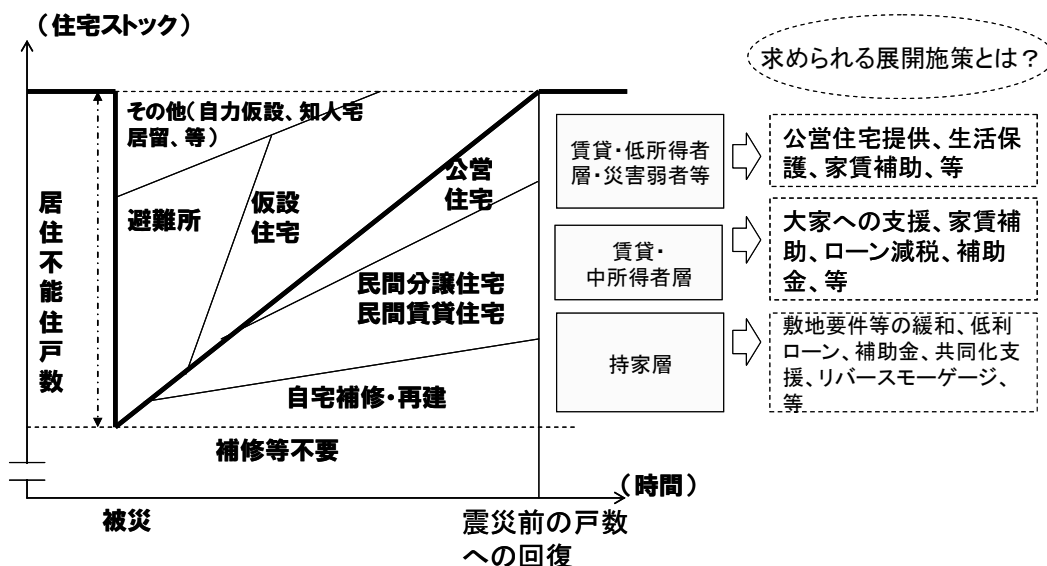 (住宅ストック)
求められる展開施策とは?
その他(自力仮設、知人宅
居留、等)
居住不能住戸数
避難所
仮設
住宅
公営
住宅
民間分譲住宅
民間賃貸住宅
自宅補修・再建
補修等不要
賃貸・低所得者
層・災害弱者等
公営住宅提供、生活保
護、家賃補助、等
賃貸・
中所得者層
大家への支援、家賃補
助、ローン減税、補助
金、等
持家層
敷地要件等の緩和、低利
ローン、補助金、共同化支
援、リバースモーゲージ、
等
(時間)
被災
震災前の戸数
への回復